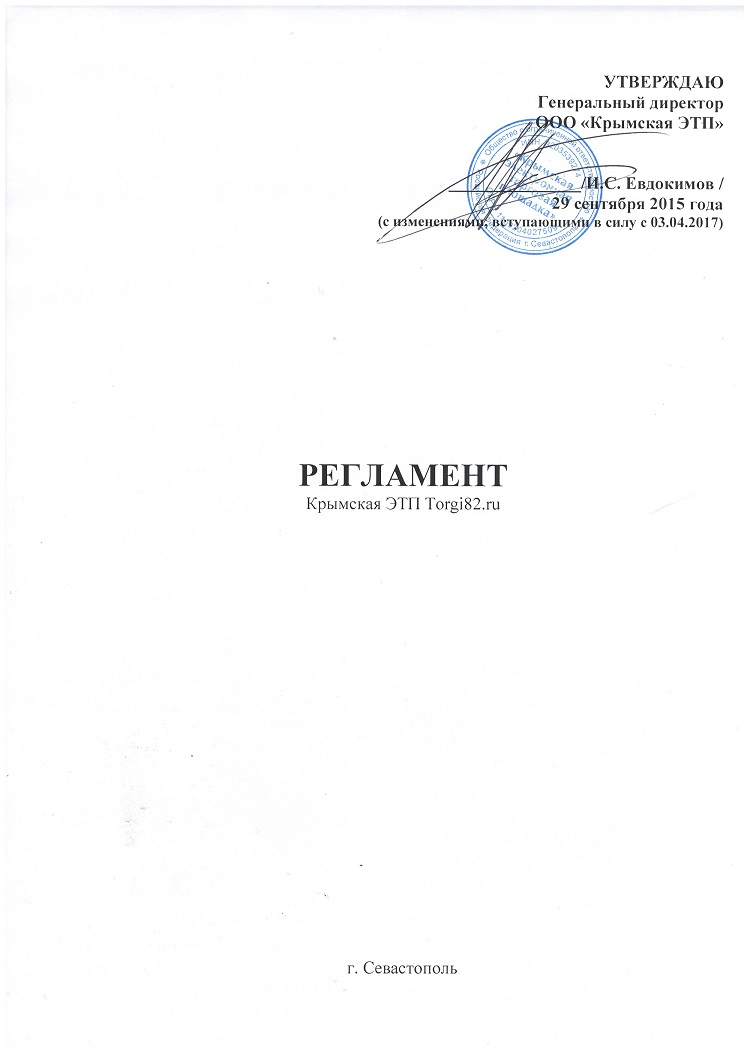 УТВЕРЖДАЮ
Генеральный директор
ООО «Крымская ЭТП»
/И.С. Евдокимов /
29 сентября 2015 года
(с изменениями, вступающими в силу с 03.04.2017)
РЕГЛАМЕНТ
Крымская ЭТП Torgi82.ru
г. Севастополь